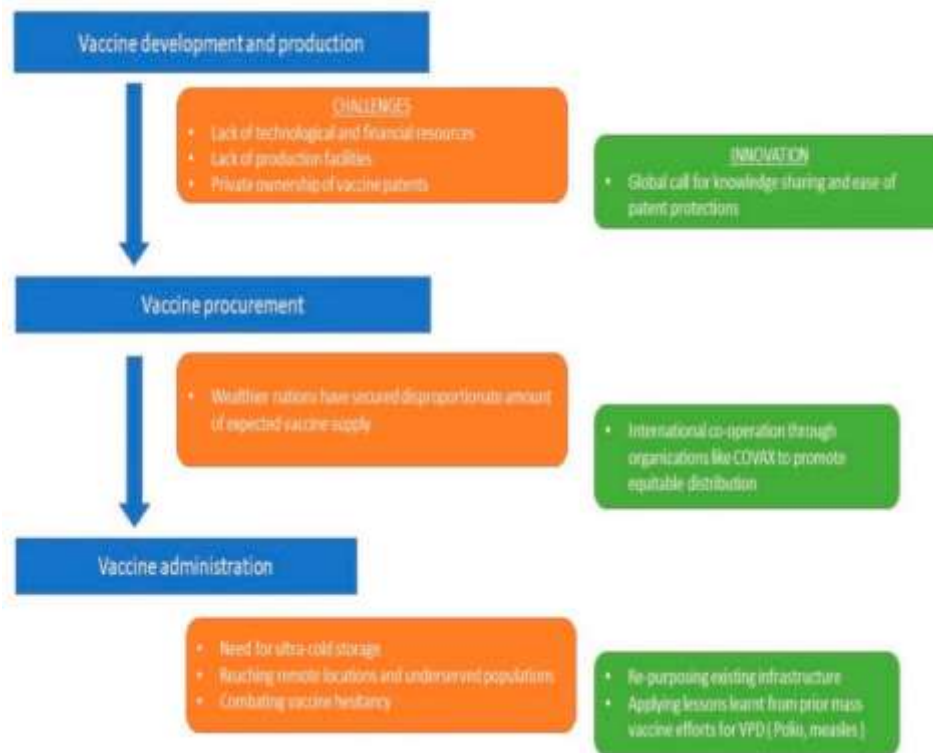 Vaccine development and production
CHALLENGES
• Lack of technological and financial resources
• Lack of production facilities
• Private ownership of vaccine patents
INNOVATION
• Global call for knowledge sharing and ease of
patent protections
Vaccine procurement
• Wealthier nations have secured disproportionate amount
of expected vaccine supply
• International co-operation through
organizations like COVAX to promote
equitable distribution
Vaccine administration
• Need for ultra-cold storage
• Reaching remote locations and underserved populations
• Combating vaccine hesitancy
• Re-purposing existing infrastructure
• Applying lessons learnt from prior mass
vaccine efforts for VPD ( Polio, measles )